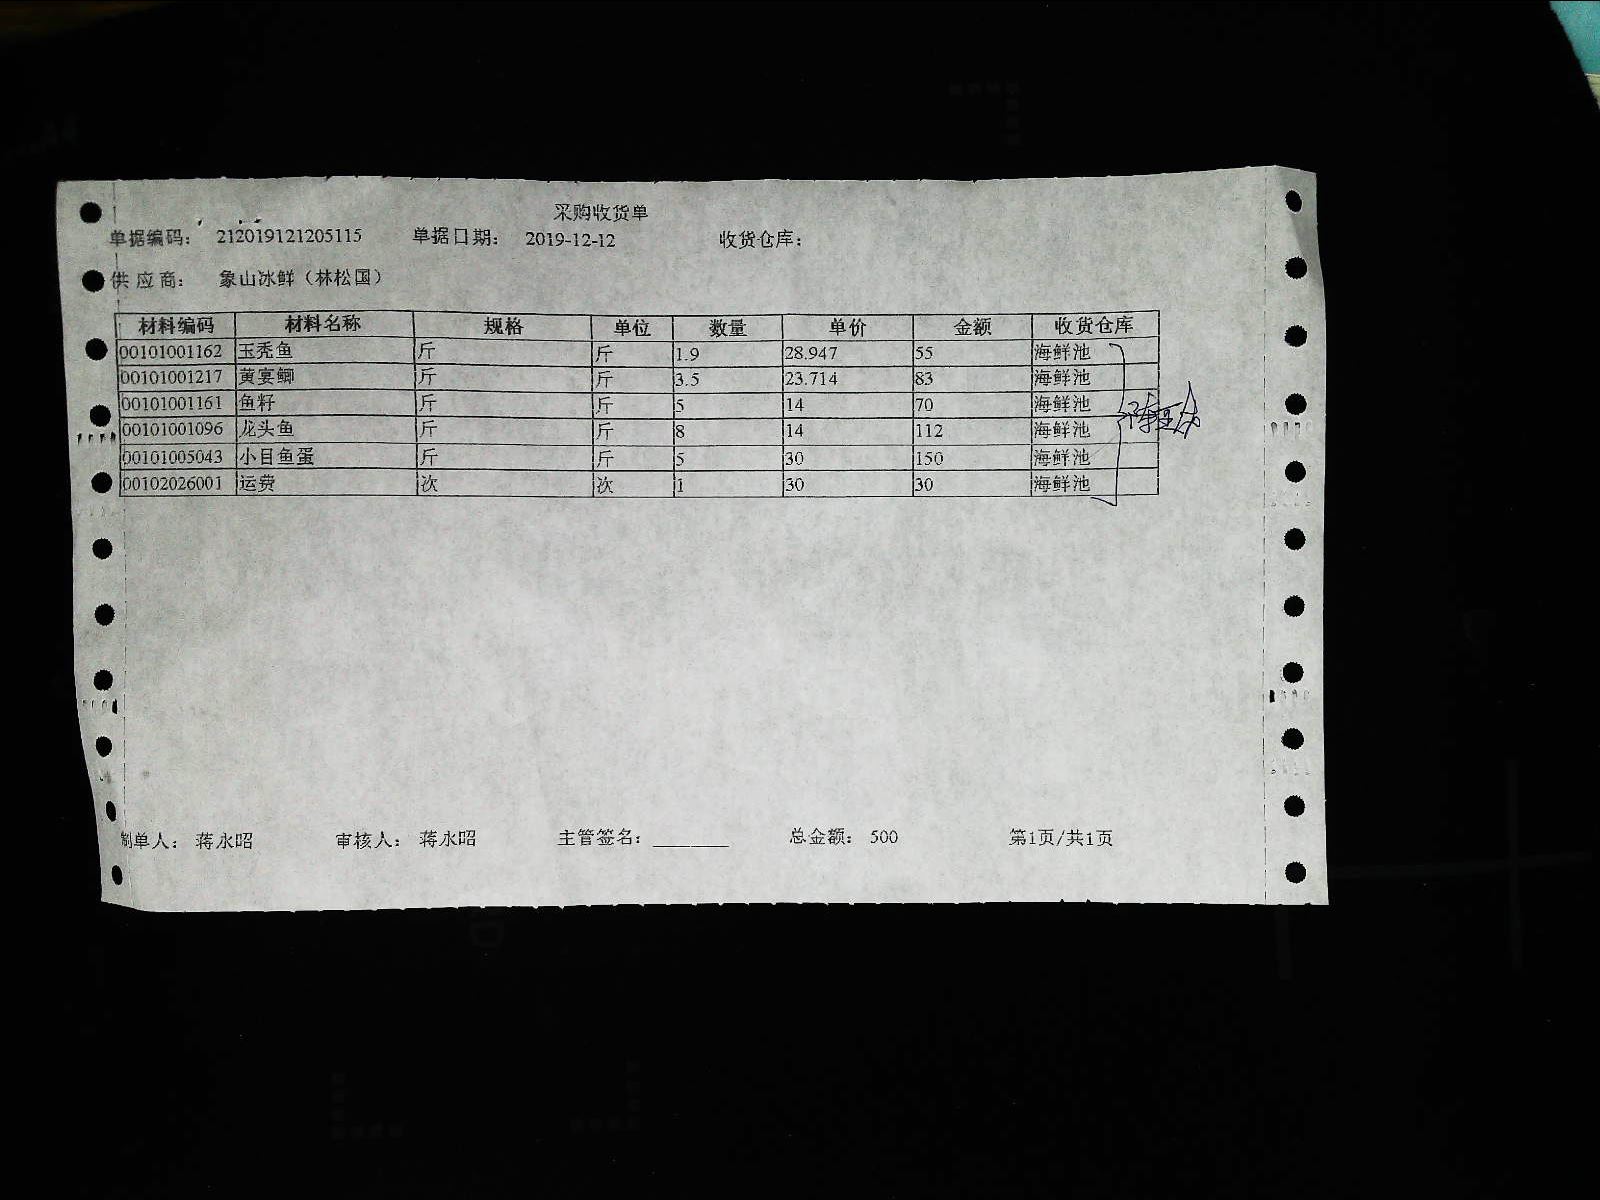 采购收货单
单据编码： 212019121205115 单据日期： 2019-12-12 收货仓库：
供应商： 象山冰鲜（林松国）
材料编码 材料名称 规格 单位 数量 单价 金额 收货仓库
00101001162 玉秃鱼 斤 斤 1.9 28.947 55 海鲜池
00101001217 黄宴鲫 斤 斤 3.5 23.714 83 海鲜池
00101001161 鱼籽 斤 斤 5 14 70 海鲜池
00101001096 龙头鱼 斤 斤 8 14 112 海鲜池
00101005043 小目鱼蛋 斤 斤 5 30 150 海鲜池
00102026001 运费 次 次 1 30 30 海鲜池
制单人： 蒋永昭 审核人： 蒋永昭 主管签名： 总金额： 500 第1页/共1页